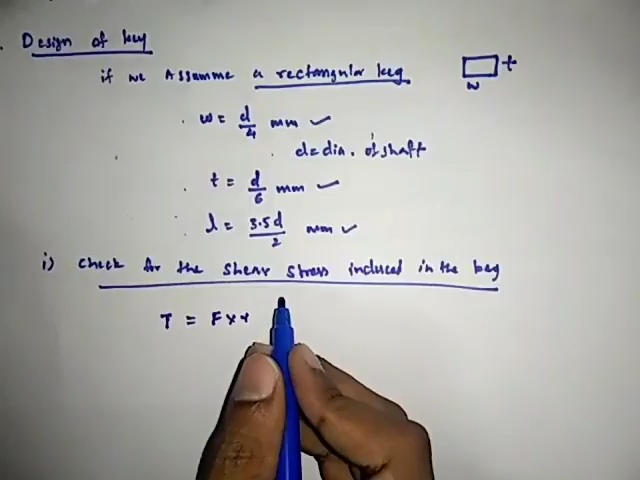 . Design of key
if we Assume a rectangular key
t
w
. w = d/4 mm ✓
. d = dia. of shaft
. t = d/6 mm ✓
l = 3.5d/2 mm ✓
i) check for the shear stress induced in the key
T = F × r